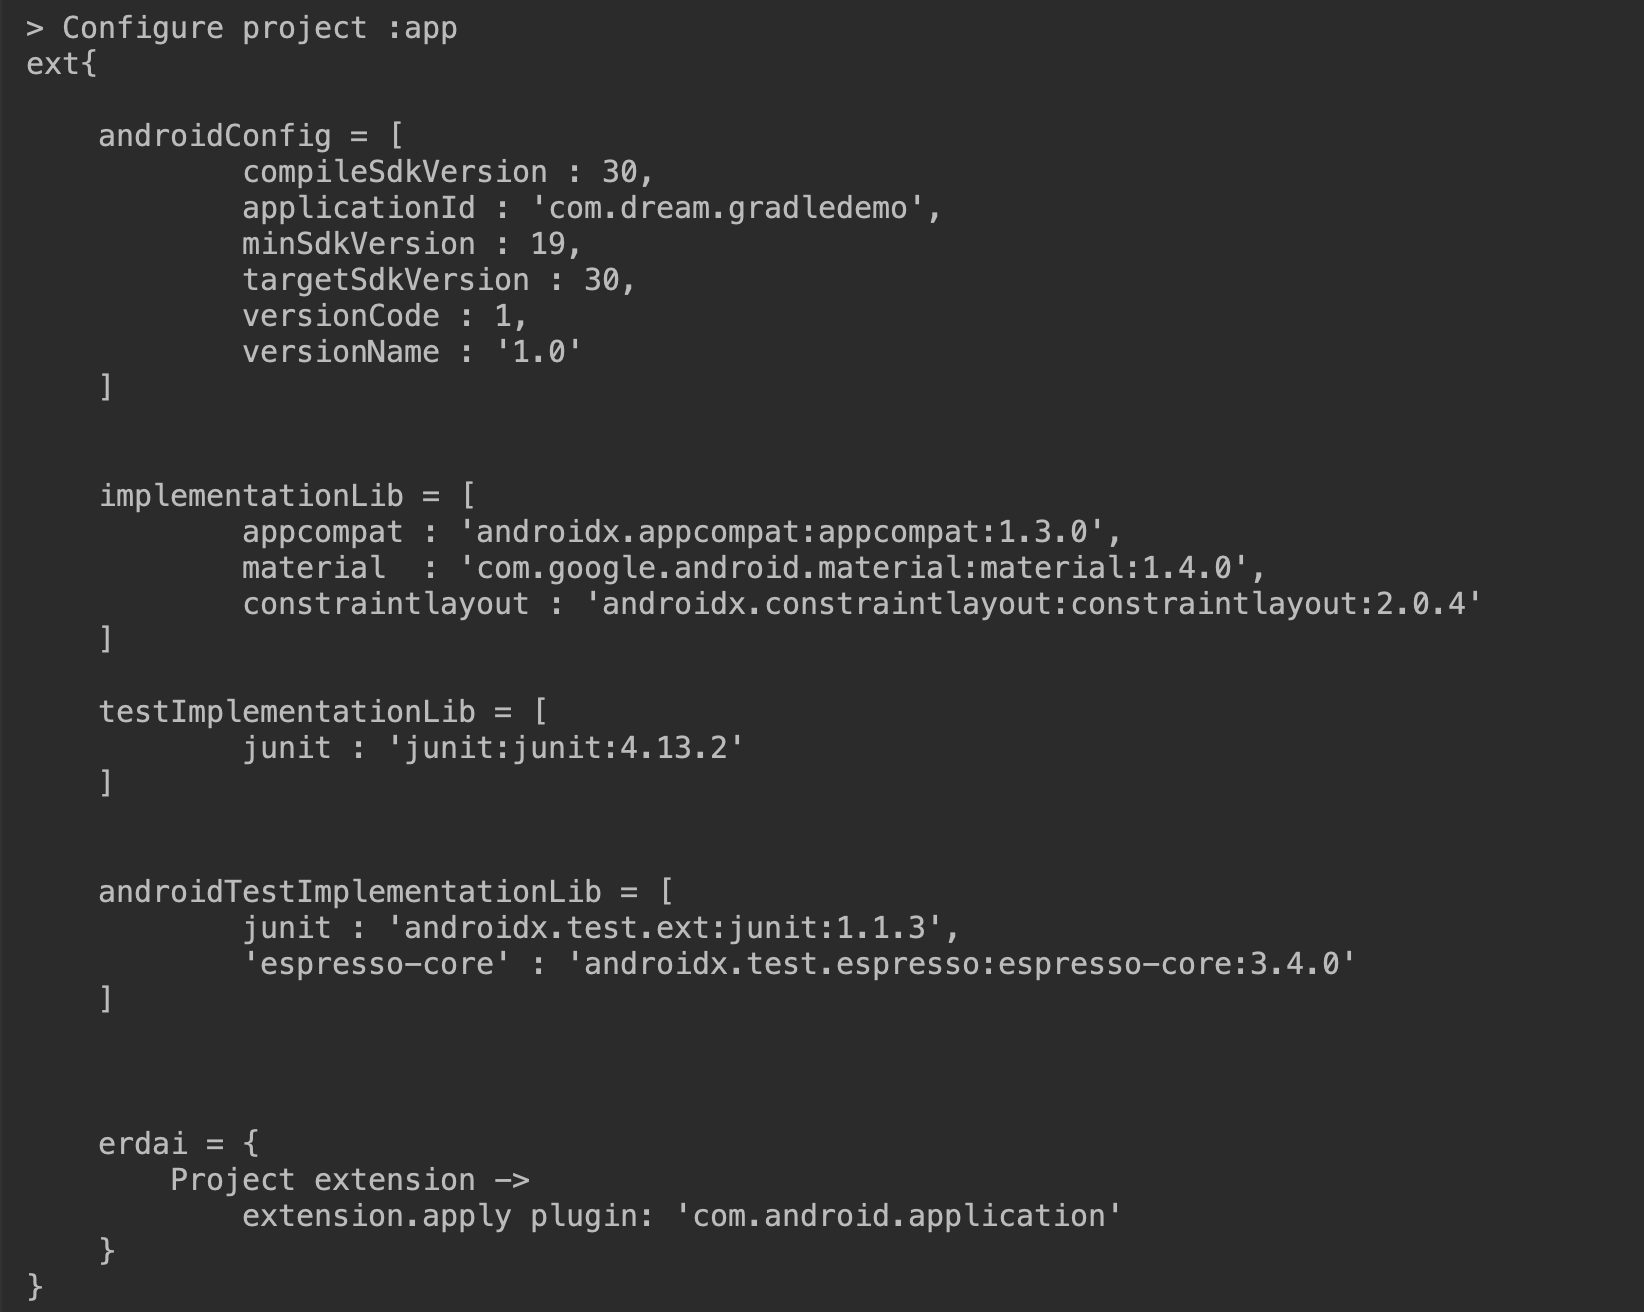 > Configure project :app
ext{
    androidConfig = [
            compileSdkVersion : 30,
            applicationId : 'com.dream.gradledemo',
            minSdkVersion : 19,
            targetSdkVersion : 30,
            versionCode : 1,
            versionName : '1.0'
    ]
    implementationLib = [
            appcompat : 'androidx.appcompat:appcompat:1.3.0',
            material  : 'com.google.android.material:material:1.4.0',
            constraintlayout : 'androidx.constraintlayout:constraintlayout:2.0.4'
    ]
    testImplementationLib = [
            junit : 'junit:junit:4.13.2'
    ]
    androidTestImplementationLib = [
            junit : 'androidx.test.ext:junit:1.1.3',
            'espresso-core' : 'androidx.test.espresso:espresso-core:3.4.0'
    ]
    erdai = {
        Project extension ->
            extension.apply plugin: 'com.android.application'
    }
}